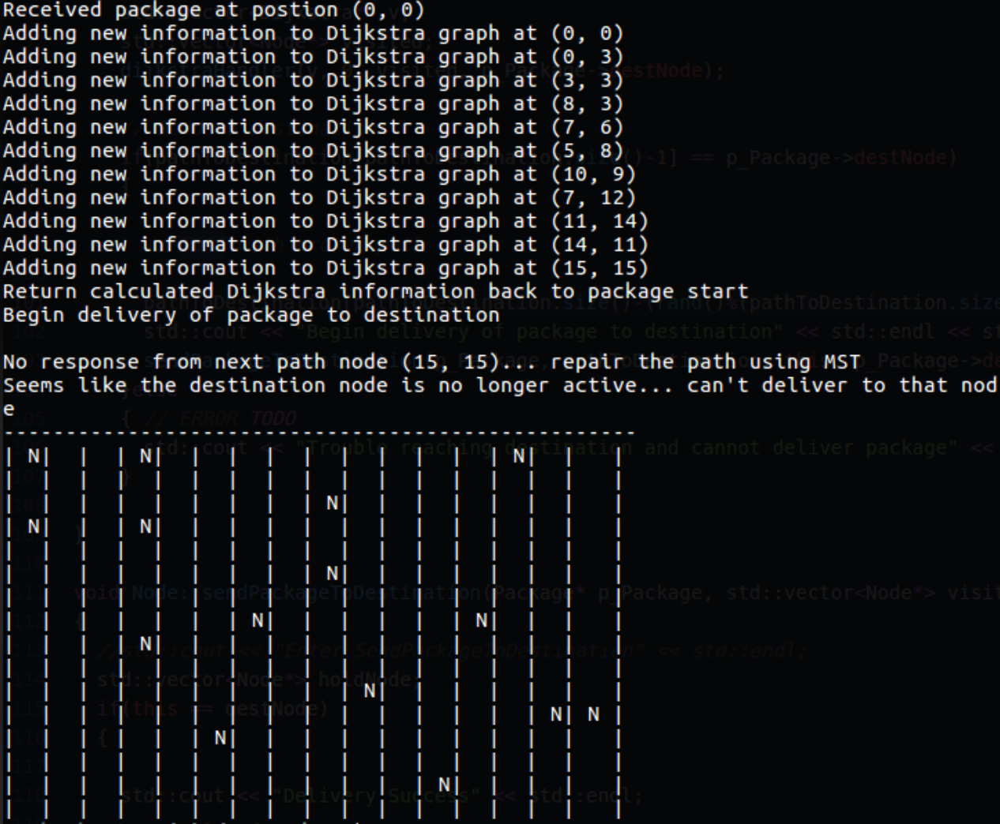 Received package at postion (0, 0)
Adding new information to Dijkstra graph at (0, 0)
Adding new information to Dijkstra graph at (0, 3)
Adding new information to Dijkstra graph at (3, 3)
Adding new information to Dijkstra graph at (8, 3)
Adding new information to Dijkstra graph at (7, 6)
Adding new information to Dijkstra graph at (5, 8)
Adding new information to Dijkstra graph at (10, 9)
Adding new information to Dijkstra graph at (7, 12)
Adding new information to Dijkstra graph at (11, 14)
Adding new information to Dijkstra graph at (14, 11)
Adding new information to Dijkstra graph at (15, 15)
Return calculated Dijkstra information back to package start
Begin delivery of package to destination
No response from next path node (15, 15)... repair the path using MST
Seems like the destination node is no longer active... can't deliver to that nod
e
---------------------------------------------------
| N|  |  | N|  |  |  |  |  |  |  |  |  | N|  |  |
|  |  |  |  |  |  |  |  |  |  |  |  |  |  |  |  |
|  |  |  |  |  |  |  |  | N|  |  |  |  |  |  |  |
| N|  |  | N|  |  |  |  |  |  |  |  |  |  |  |  |
|  |  |  |  |  |  |  |  |  |  |  |  |  |  |  |  |
|  |  |  |  |  |  |  |  | N|  |  |  |  |  |  |  |
|  |  |  |  |  |  |  |  |  |  |  |  |  |  |  |  |
|  |  |  |  |  |  | N|  |  |  |  |  | N|  |  |  |
|  |  |  | N|  |  |  |  |  |  |  |  |  |  |  |  |
|  |  |  |  |  |  |  |  |  |  |  |  |  |  |  |  |
|  |  |  |  |  |  |  |  |  | N|  |  |  |  |  |  |
|  |  |  |  |  |  |  |  |  |  |  |  |  |  | N| N |
|  |  |  |  |  | N|  |  |  |  |  |  |  |  |  |  |
|  |  |  |  |  |  |  |  |  |  |  |  |  |  |  |  |
|  |  |  |  |  |  |  |  |  |  |  | N|  |  |  |  |
|  |  |  |  |  |  |  |  |  |  |  |  |  |  |  |  |